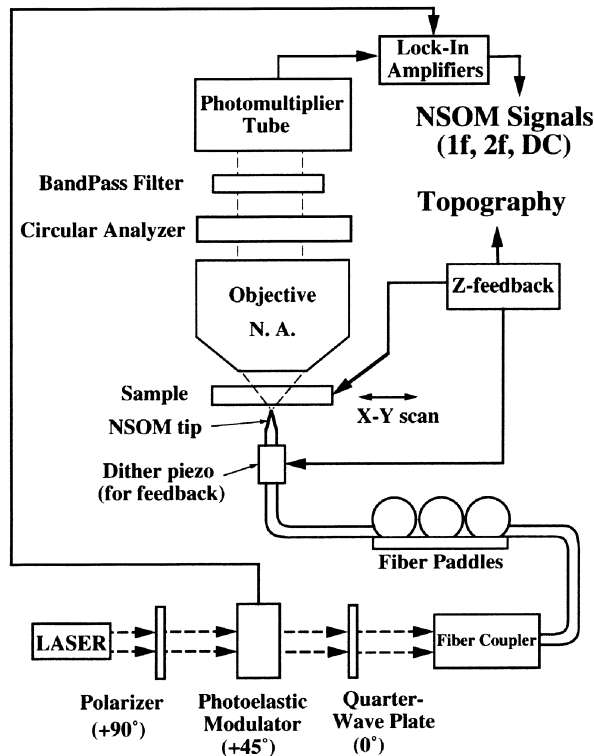 Lock-In
Amplifiers
Photomultiplier
Tube
NSOM Signals
(1f, 2f, DC)
BandPass Filter
Topography
Circular Analyzer
Objective
N. A.
Z-feedback
Sample
X-Y scan
NSOM tip
Dither piezo
(for feedback)
Fiber Paddles
LASER
Fiber Coupler
Polarizer
(+90°)
Photoelastic
Modulator
(+45°)
Quarter-
Wave Plate
(0°)